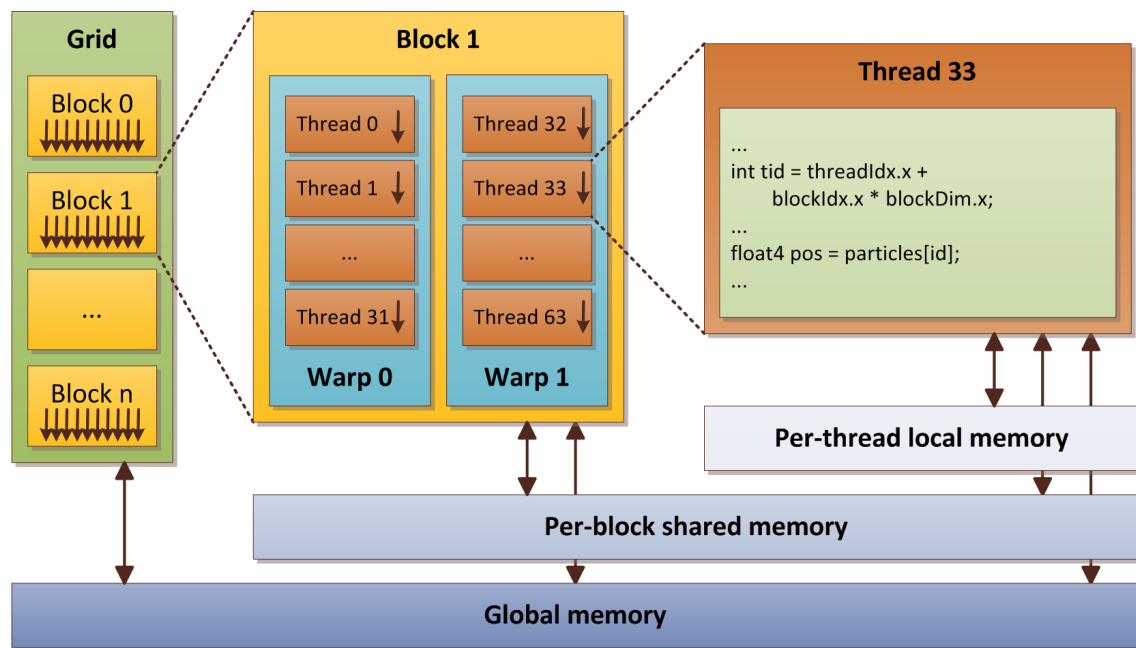 Grid
Block 0
Block 1
...
Block n
Block 1
Thread 0
Thread 1
...
Thread 31
Warp 0
Thread 32
Thread 33
...
Thread 63
Warp 1
Thread 33
...
int tid = threadIdx.x +
blockIdx.x * blockDim.x;
...
float4 pos = particles[id];
...
Per-thread local memory
Per-block shared memory
Global memory